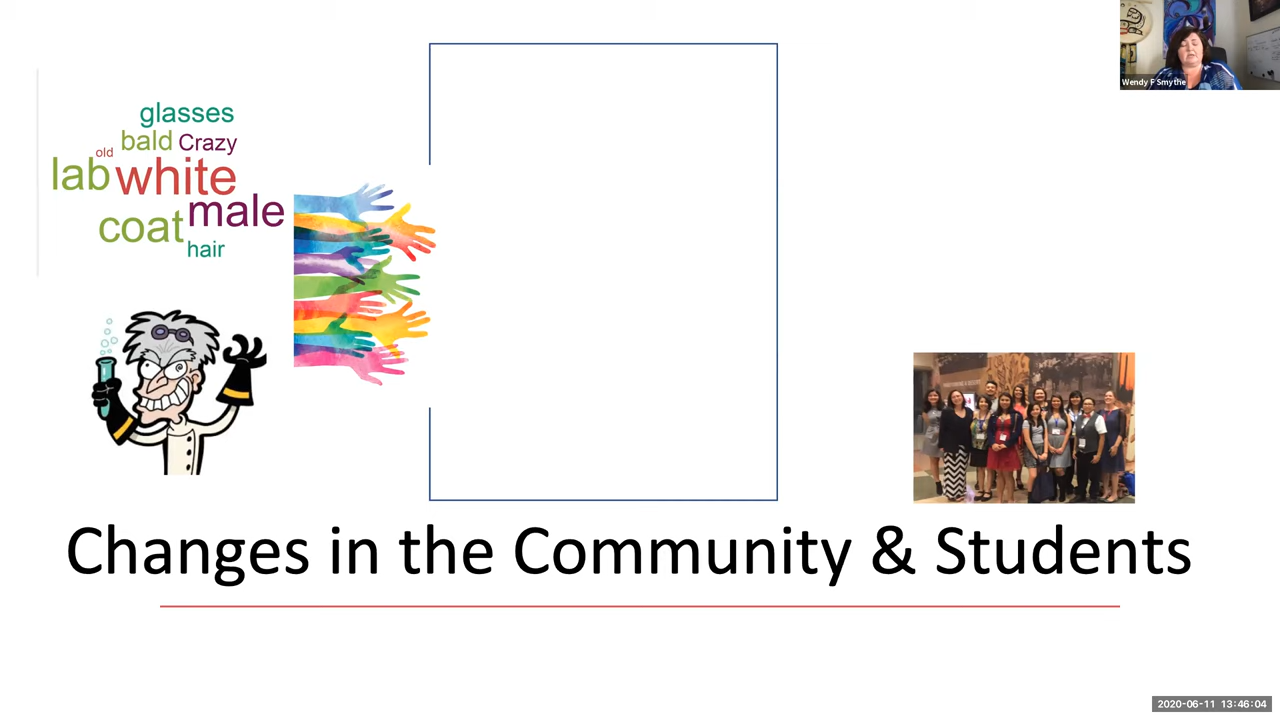 Wendy F Smythe
glasses
bald Crazy
old
lab white
coat male
hair
Changes in the Community & Students
2020-06-11 13:46:04